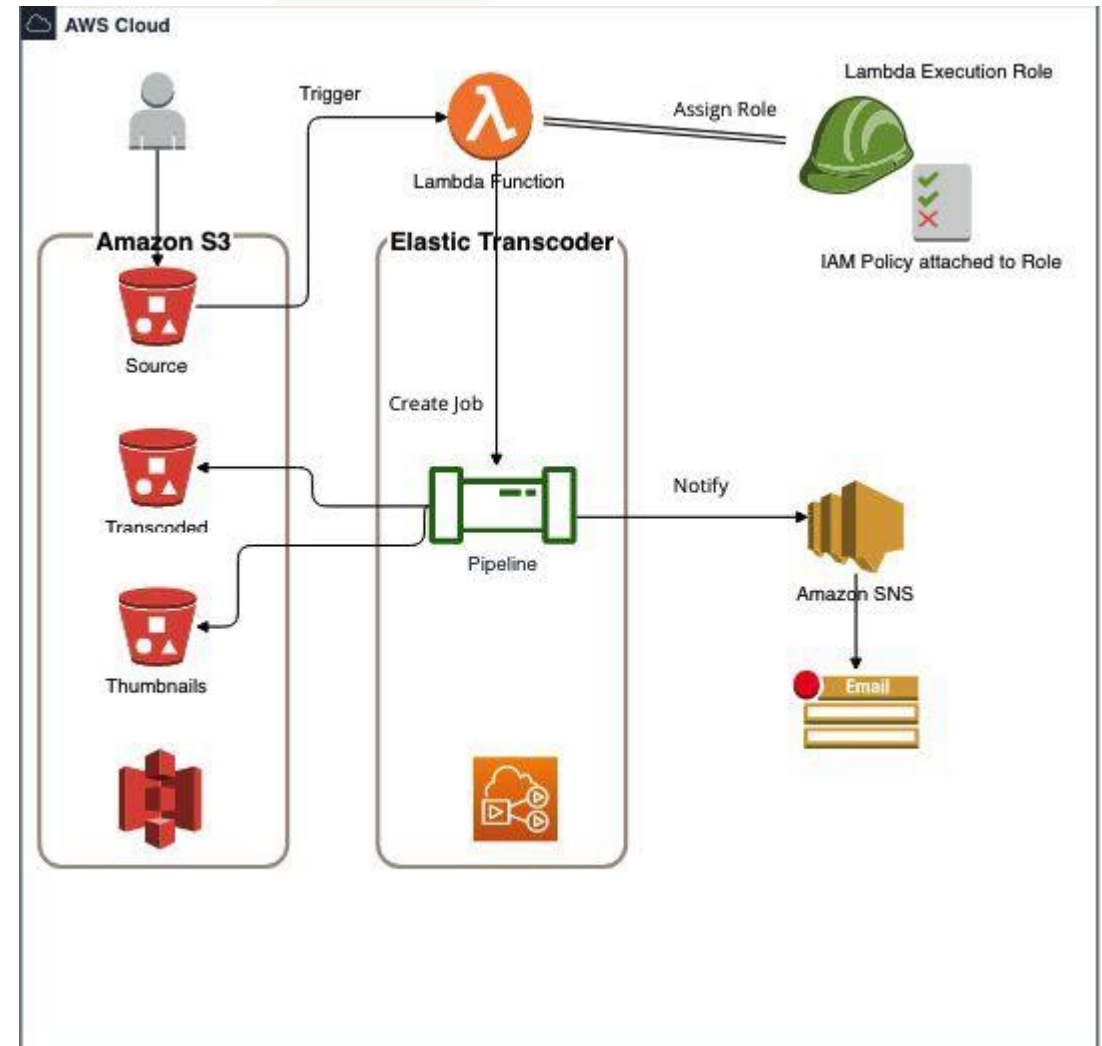 AWS Cloud
Trigger
Lambda Execution Role
Assign Role
Lambda Function
Amazon S3
Elastic Transcoder
IAM Policy attached to Role
Source
Create Job
Transcoded
Notify
Pipeline
Amazon SNS
Thumbnails
Email